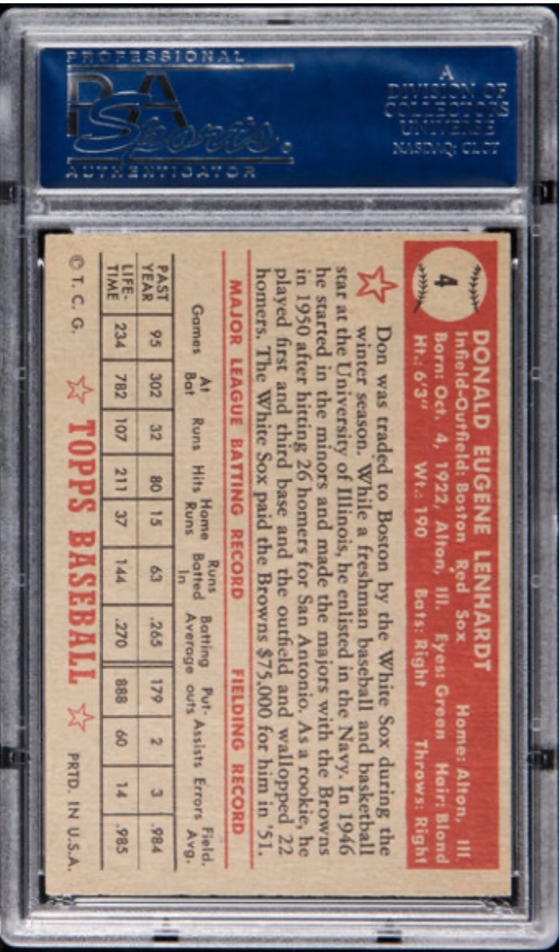 PROFESSIONAL
PSA
Sports
AUTHENTICATOR
A
DIVISION OF
COLLECTORS
UNIVERSE
NASDAQ: CLCT
4
DONALD EUGENE LENHARDT
Infield-Outfield: Boston Red Sox Home: Alton, Ill
Born: Oct. 4, 1922, Alton, Ill. Eyes: Green Hair: Blond
Ht.: 6'3" Wt.: 190 Bats: Right Throws: Right
Don was traded to Boston by the White Sox during the
winter season. While a freshman baseball and basketball
star at the University of Illinois, he enlisted in the Navy. In 1946
he started in the minors and made the majors with the Browns
in 1950 after hitting 26 homers for San Antonio. As a rookie, he
played first and third base and the outfield and walloped 22
homers. The White Sox paid the Browns $75,000 for him in '51.
MAJOR LEAGUE BATTING RECORD FIELDING RECORD
Games At Bat Runs Hits Home Runs Runs Batted In Batting Average Put-outs Assists Errors Field. Avg.
PAST YEAR 95 302 32 80 15 63 .265 179 2 3 .984
LIFE-TIME 234 782 107 211 37 144 .270 888 60 14 .985
© T. C. G. TOPPS BASEBALL PRTD. IN U.S.A.